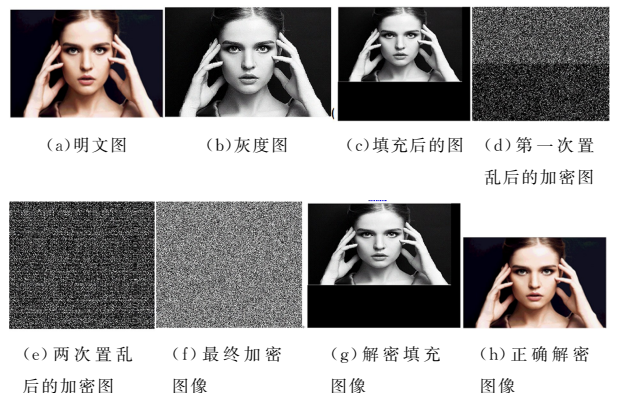 (a)明文图
(b)灰度图
(c)填充后的图
(d)第一次置
乱后的加密图
(e)两次置乱
后的加密图
(f)最终加密
图像
(g)解密填充
图像
(h)正确解密
图像